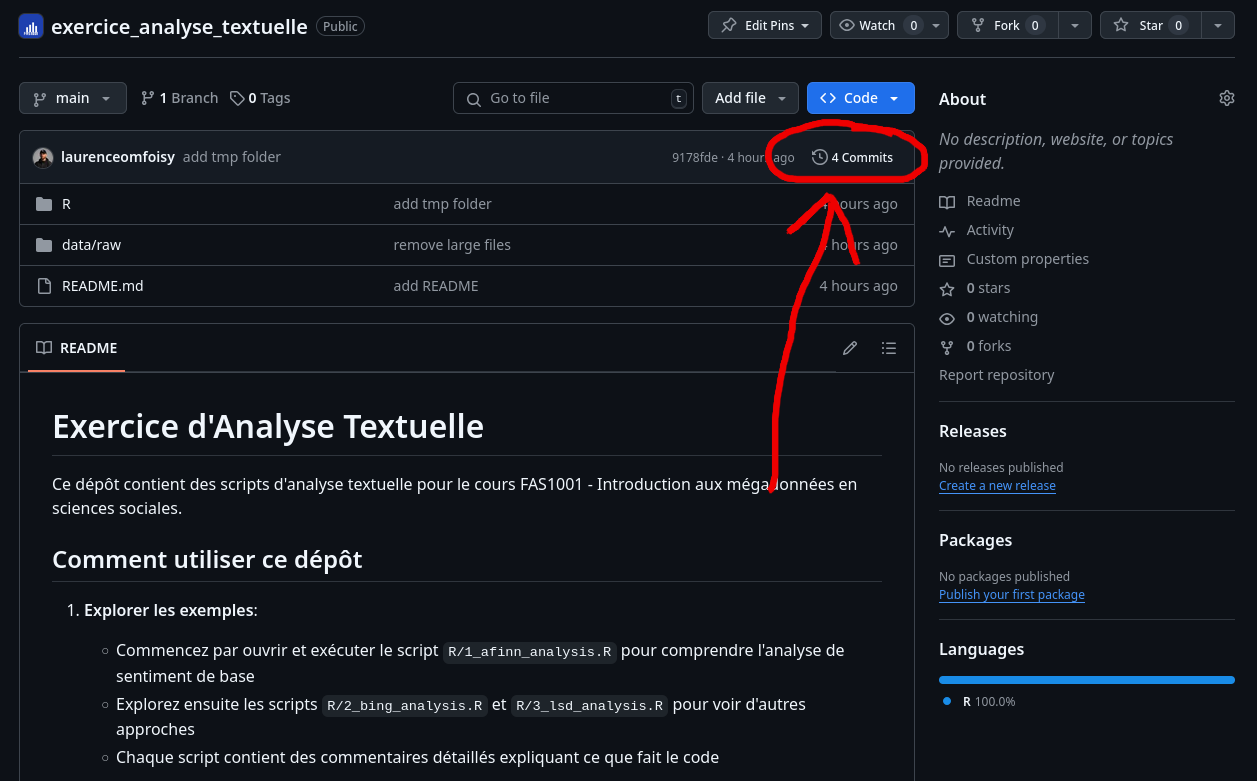 exercice_analyse_textuelle Public Edit Pins Watch 0 Fork 0 Star 0
main 1 Branch 0 Tags Go to file t Add file Code
laurenceomfoisy add tmp folder 9178fde · 4 hours ago 4 Commits
R add tmp folder 4 hours ago
data/raw remove large files 4 hours ago
README.md add README 4 hours ago
README
Exercice d'Analyse Textuelle
Ce dépôt contient des scripts d'analyse textuelle pour le cours FAS1001 - Introduction aux mégadonnées en
sciences sociales.
Comment utiliser ce dépôt
1. Explorer les exemples:
Commencez par ouvrir et exécuter le script R/1_afinn_analysis.R pour comprendre l'analyse de
sentiment de base
Explorez ensuite les scripts R/2_bing_analysis.R et R/3_lsd_analysis.R pour voir d'autres
approches
Chaque script contient des commentaires détaillés expliquant ce que fait le code
About
No description, website, or topics
provided.
Readme
Activity
Custom properties
0 stars
0 watching
0 forks
Report repository
Releases
No releases published
Create a new release
Packages
No packages published
Publish your first package
Languages
R 100.0%